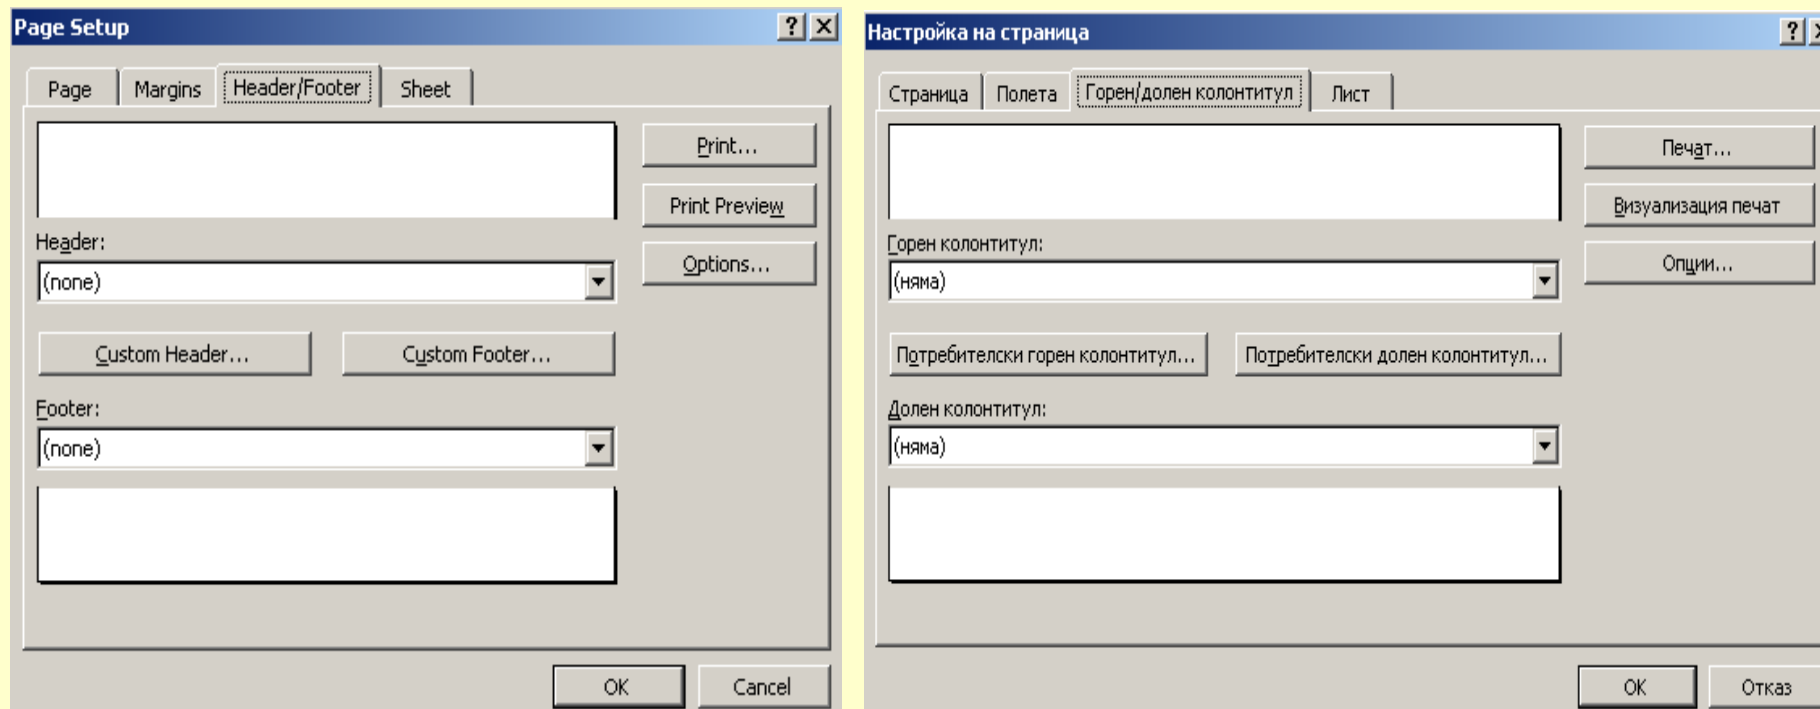 Page Setup
Page Margins Header/Footer Sheet
Print...
Print Preview
Header:
Options...
(none)
Custom Header... Custom Footer...
Footer:
(none)
OK Cancel
Настройка на страница
Страница Полета Горен/долен колонтитул Лист
Печат...
Визуализация печат
Горен колонтитул:
Опции...
(няма)
Потребителски горен колонтитул... Потребителски долен колонтитул...
Долен колонтитул:
(няма)
OK Отказ